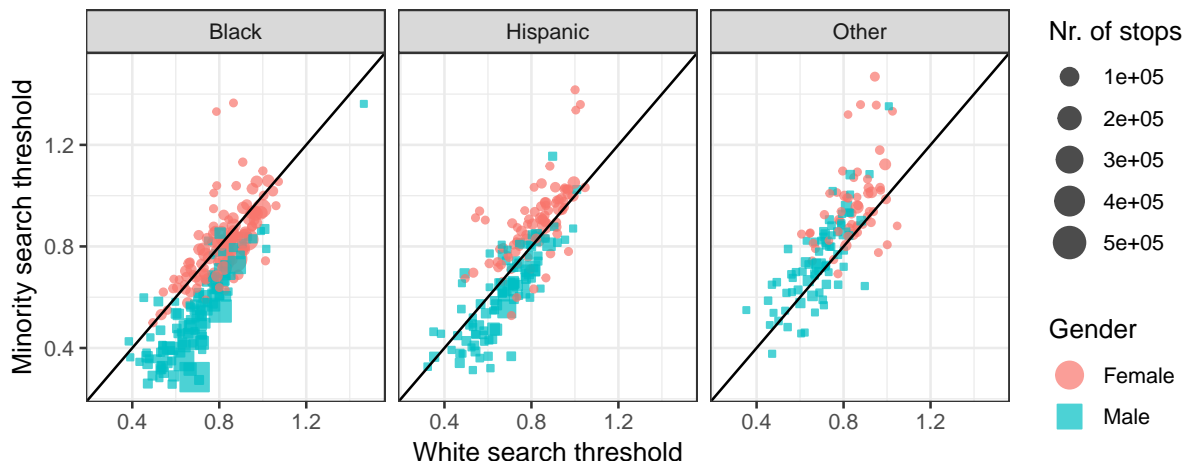 Black
Hispanic
Other
Minority search threshold
1.2
0.8
0.4
0.4 0.8 1.2
0.4 0.8 1.2
0.4 0.8 1.2
White search threshold
Nr. of stops
1e+05
2e+05
3e+05
4e+05
5e+05
Gender
Female
Male